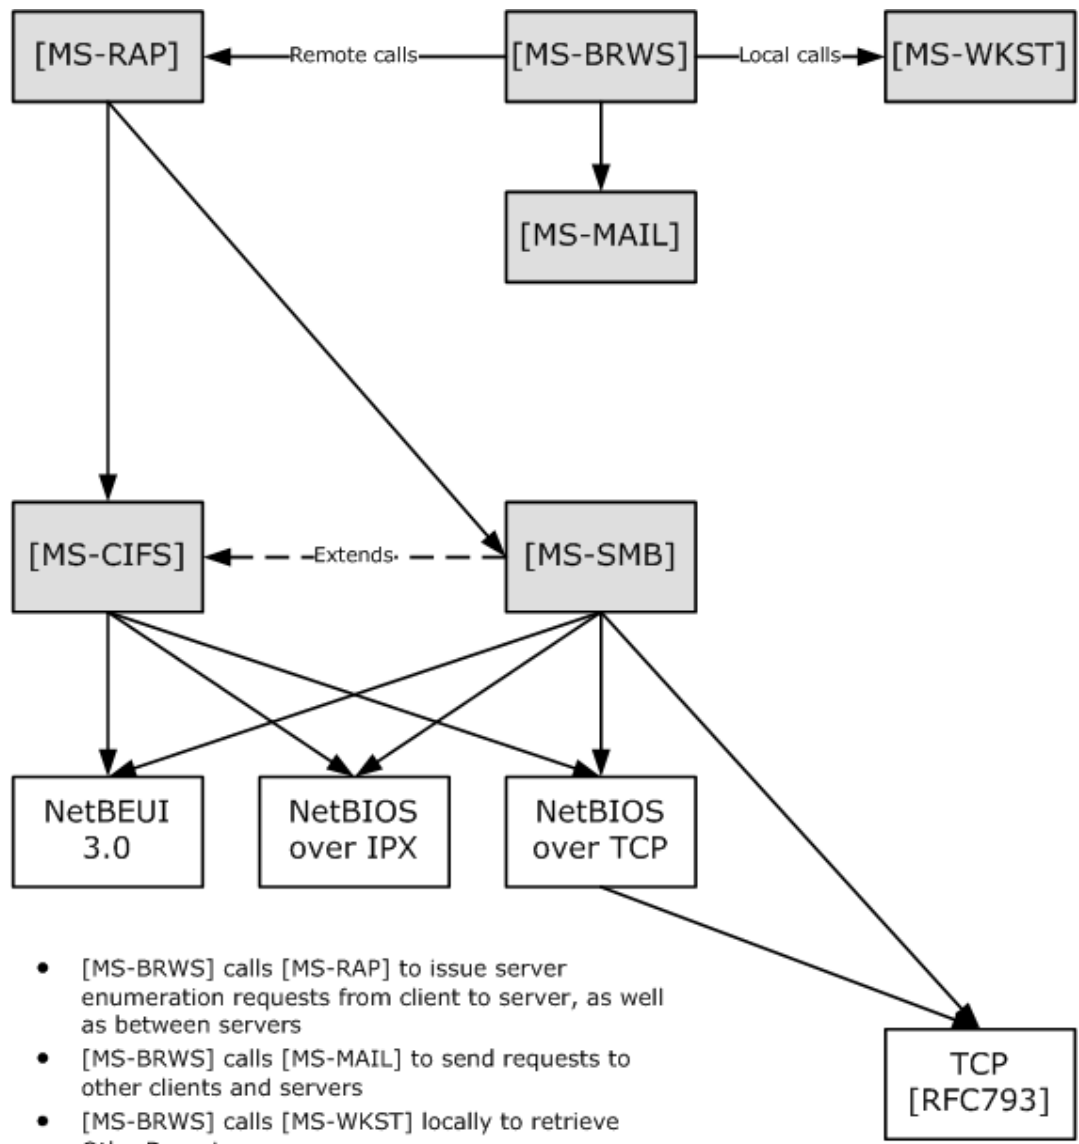 [MS-RAP]
Remote calls
[MS-BRWS]
Local calls
[MS-WKST]
[MS-MAIL]
[MS-CIFS]
Extends
[MS-SMB]
NetBEUI
3.0
NetBIOS
over IPX
NetBIOS
over TCP
• [MS-BRWS] calls [MS-RAP] to issue server
enumeration requests from client to server, as well
as between servers
• [MS-BRWS] calls [MS-MAIL] to send requests to
other clients and servers
• [MS-BRWS] calls [MS-WKST] locally to retrieve
TCP
[RFC793]